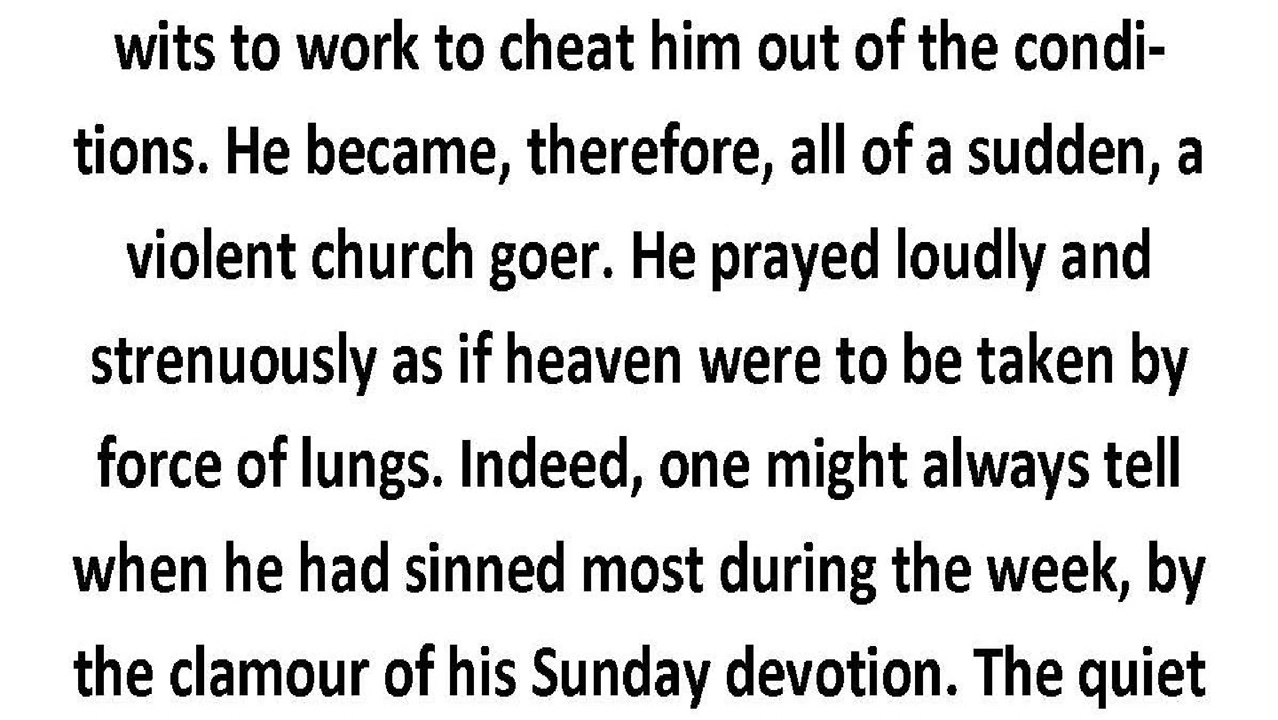 wits to work to cheat him out of the condi-
tions. He became, therefore, all of a sudden, a
violent church goer. He prayed loudly and
strenuously as if heaven were to be taken by
force of lungs. Indeed, one might always tell
when he had sinned most during the week, by
the clamour of his Sunday devotion. The quiet